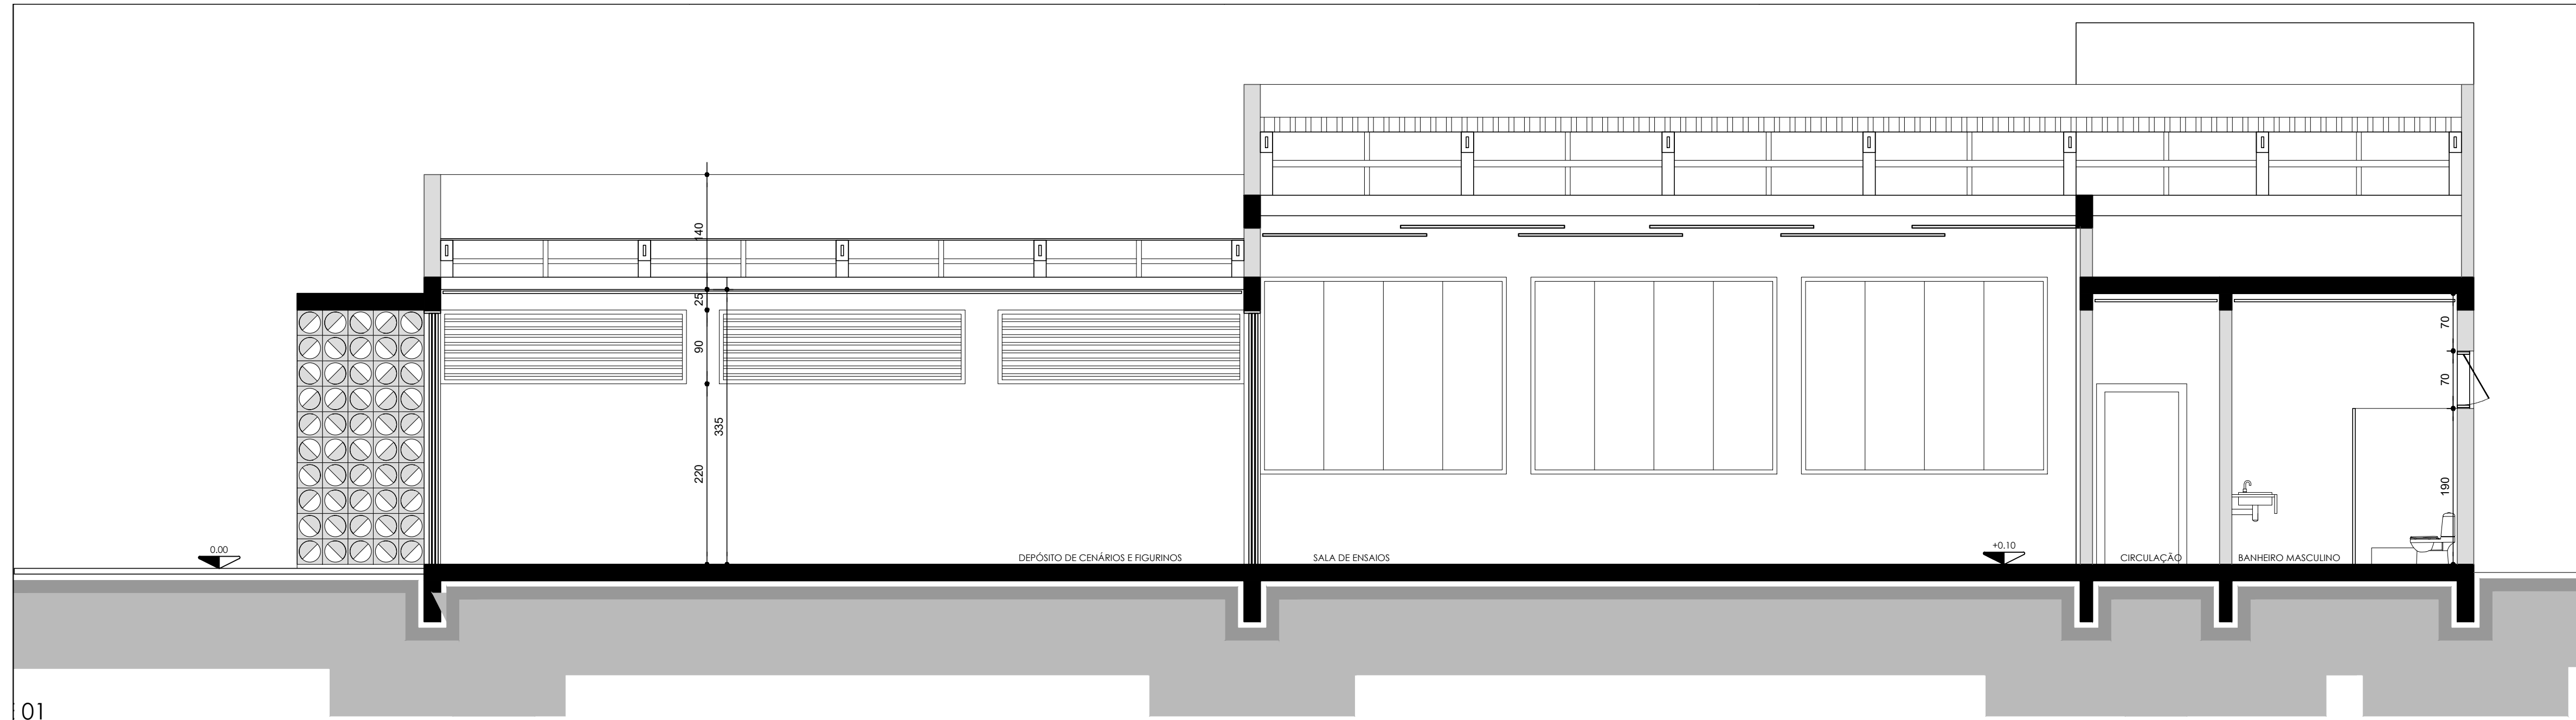 140
25
90
335
220
70
70
190
0.00
DEPÓSITO DE CENÁRIOS E FIGURINOS
SALA DE ENSAIOS
+0.10
CIRCULAÇÃO
BANHEIRO MASCULINO
01